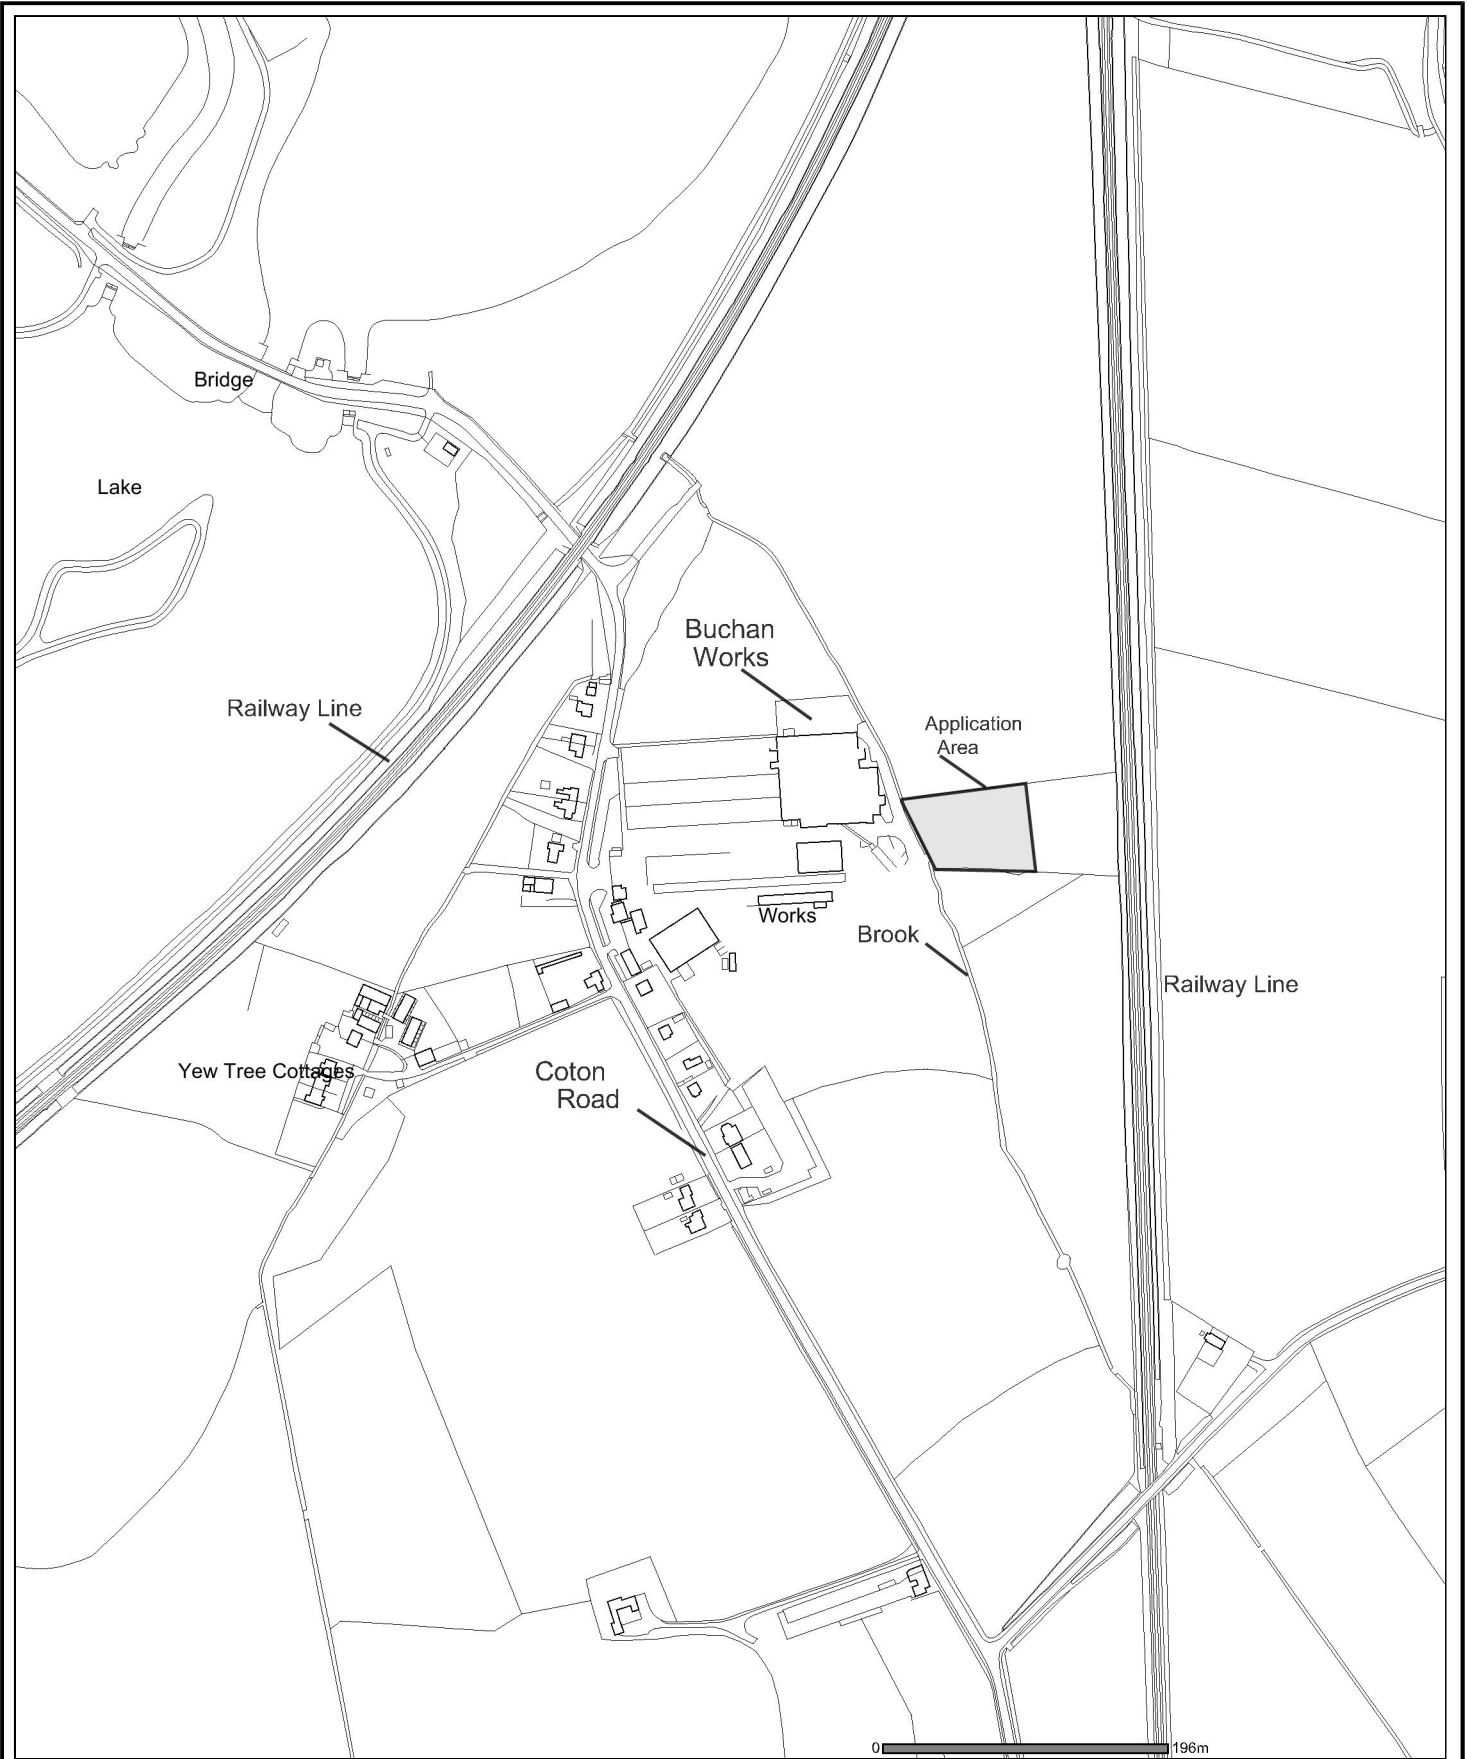 Bridge
Lake
Buchan
Works
Railway Line
Application
Area
Works
Brook
Railway Line
Yew Tree Cottages
Coton
Road
0
196m